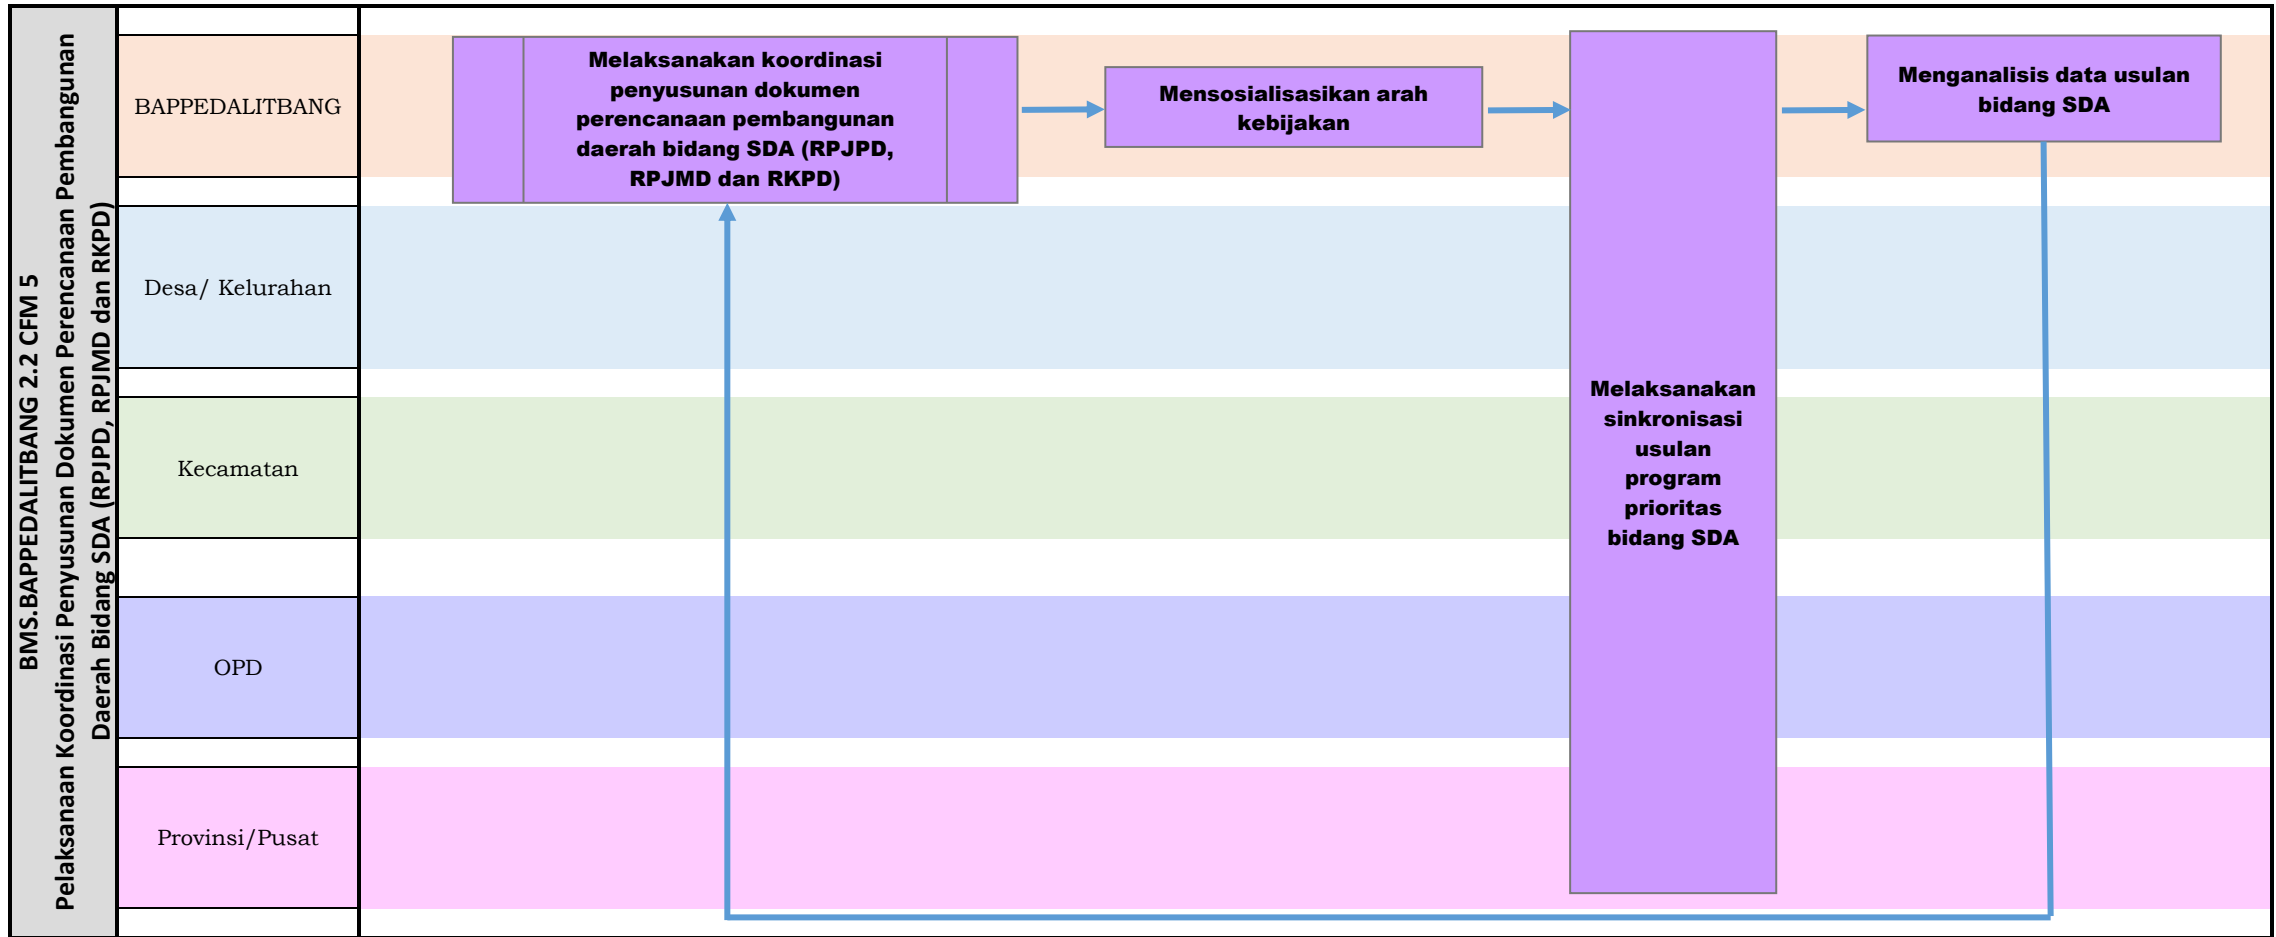 BMS.BAPPEDALITBANG 2.2 CFM 5
Pelaksanaan Koordinasi Penyusunan Dokumen Perencanaan Pembangunan
Daerah Bidang SDA (RPJPD, RPJMD dan RKPD)
BAPPEDALITBANG
Melaksanakan koordinasi
penyusunan dokumen
perencanaan pembangunan
daerah bidang SDA (RPJPD,
RPJMD dan RKPD)
Mensosialisasikan arah
kebijakan
Melaksanakan
sinkronisasi
usulan
program
prioritas
bidang SDA
Menganalisis data usulan
bidang SDA
Desa/ Kelurahan
Kecamatan
OPD
Provinsi/Pusat